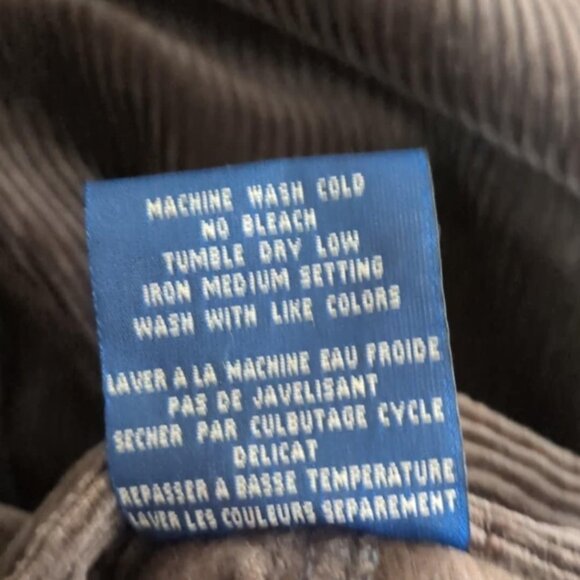 MACHINE WASH COLD
NO BLEACH
TUMBLE DRY LOW
IRON MEDIUM SETTING
WASH WITH LIKE COLORS
LAVER A LA MACHINE EAU FROIDE
PAS DE JAVELISANT
SECHER PAR CULBUTAGE CYCLE
DELICAT
REPASSER A BASSE TEMPERATURE
LAVER LES COULEURS SEPAREMENT